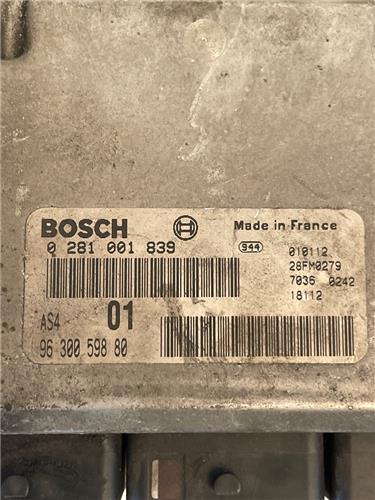 BOSCH Made in France
0 281 001 839 944 010112
28FM0279
7036 0242
18112
AS4 01
96 300 598 80